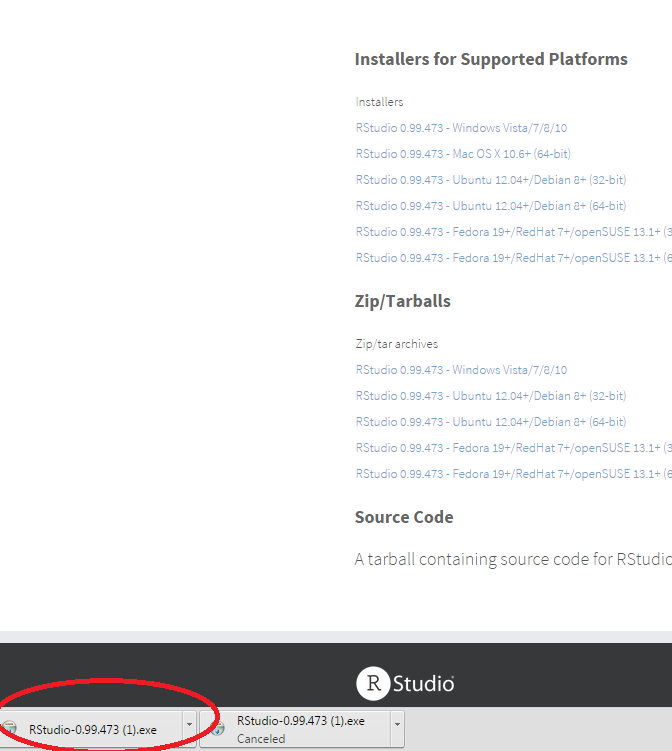 Installers for Supported Platforms
Installers
RStudio 0.99.473 - Windows Vista/7/8/10
RStudio 0.99.473 - Mac OS X 10.6+ (64-bit)
RStudio 0.99.473 - Ubuntu 12.04+/Debian 8+ (32-bit)
RStudio 0.99.473 - Ubuntu 12.04+/Debian 8+ (64-bit)
RStudio 0.99.473 - Fedora 19+/RedHat 7+/openSUSE 13.1+ (3
RStudio 0.99.473 - Fedora 19+/RedHat 7+/openSUSE 13.1+ (6
Zip/Tarballs
Zip/tar archives
RStudio 0.99.473 - Windows Vista/7/8/10
RStudio 0.99.473 - Ubuntu 12.04+/Debian 8+ (32-bit)
RStudio 0.99.473 - Ubuntu 12.04+/Debian 8+ (64-bit)
RStudio 0.99.473 - Fedora 19+/RedHat 7+/openSUSE 13.1+ (3
RStudio 0.99.473 - Fedora 19+/RedHat 7+/openSUSE 13.1+ (6
Source Code
A tarball containing source code for RStudio
R Studio
RStudio-0.99.473 (1).exe
RStudio-0.99.473 (1).exe
Canceled